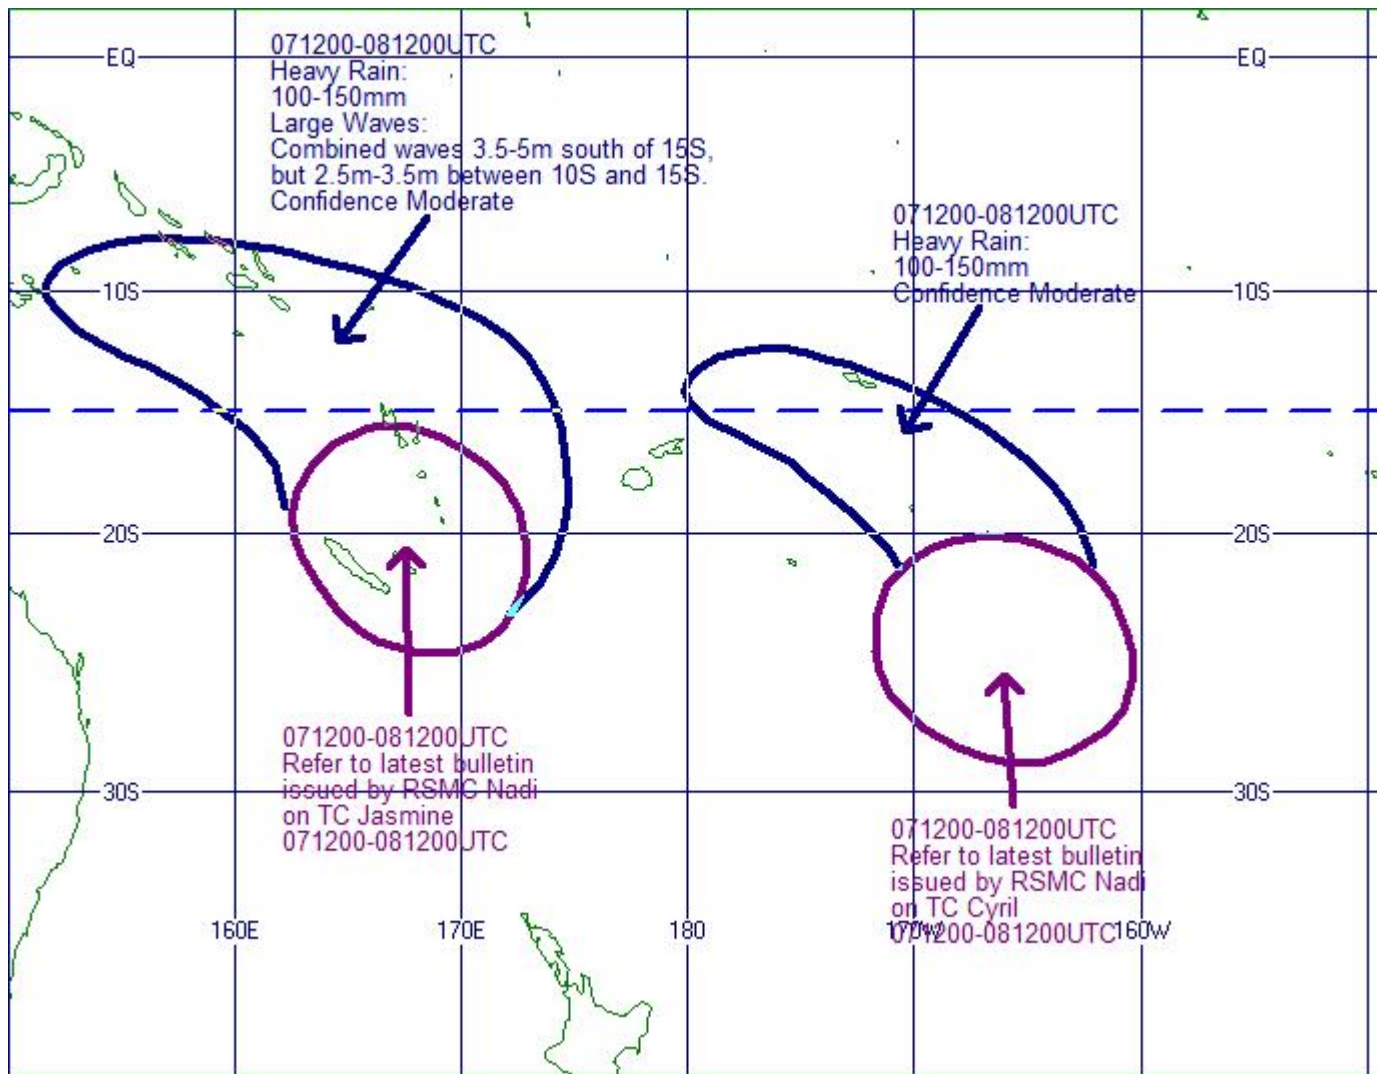 071200-081200UTC
Heavy Rain:
100-150mm
Large Waves:
Combined waves 3.5-5m south of 15S,
but 2.5m-3.5m between 10S and 15S.
Confidence Moderate
EQ
EQ
071200-081200UTC
Heavy Rain:
100-150mm
Confidence Moderate
10S
10S
20S
20S
071200-081200UTC
Refer to latest bulletin
issued by RSMC Nadi
on TC Jasmine
071200-081200UTC
30S
30S
071200-081200UTC
Refer to latest bulletin
issued by RSMC Nadi
on TC Cyril
071200-081200UTC
160E
170E
180
170W
160W